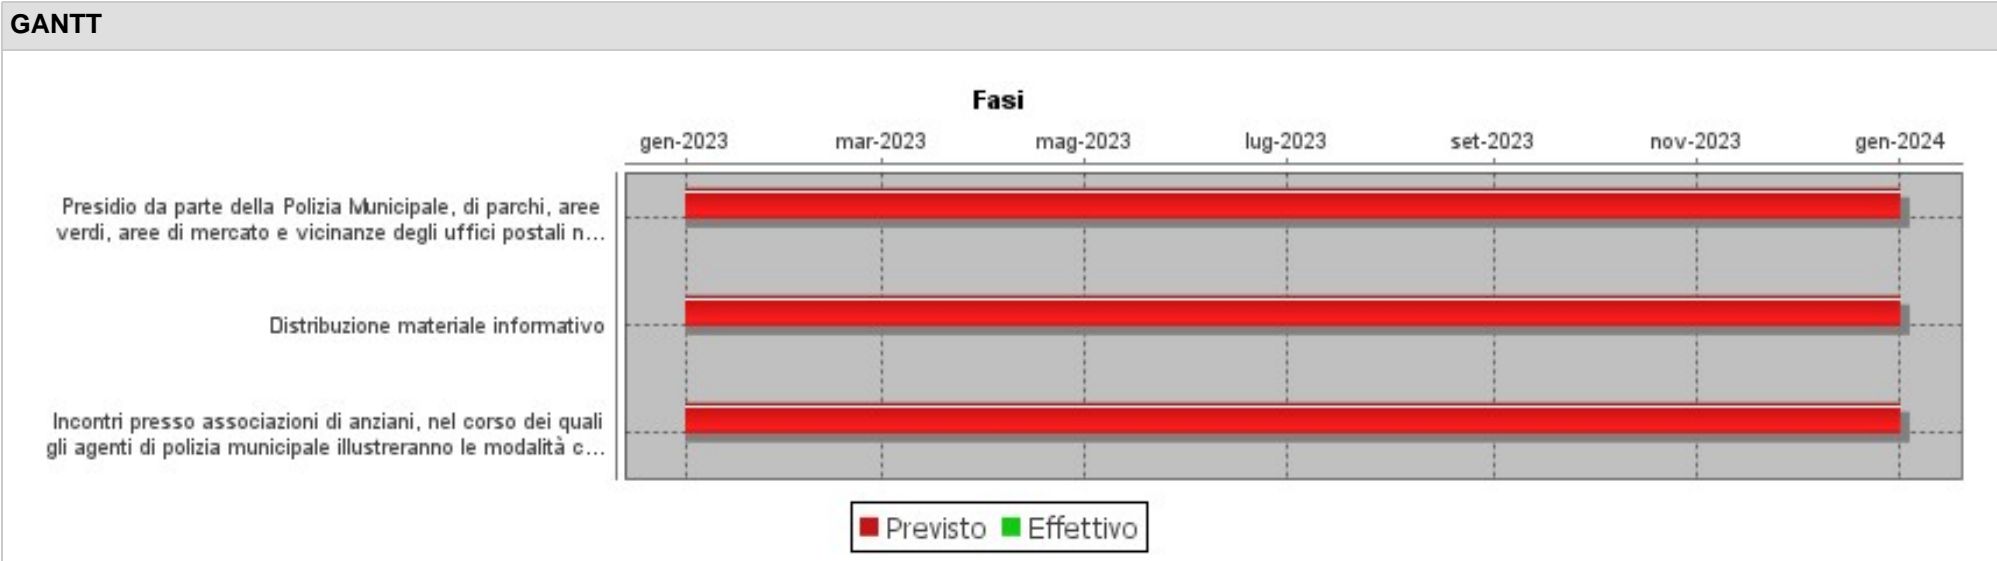 GANTT
Fasi
gen-2023 mar-2023 mag-2023 lug-2023 set-2023 nov-2023 gen-2024
Presidio da parte della Polizia Municipale, di parchi, aree
verdi, aree di mercato e vicinanze degli uffici postali n...
Distribuzione materiale informativo
Incontri presso associazioni di anziani, nel corso dei quali
gli agenti di polizia municipale illustreranno le modalità c...
Previsto Effettivo